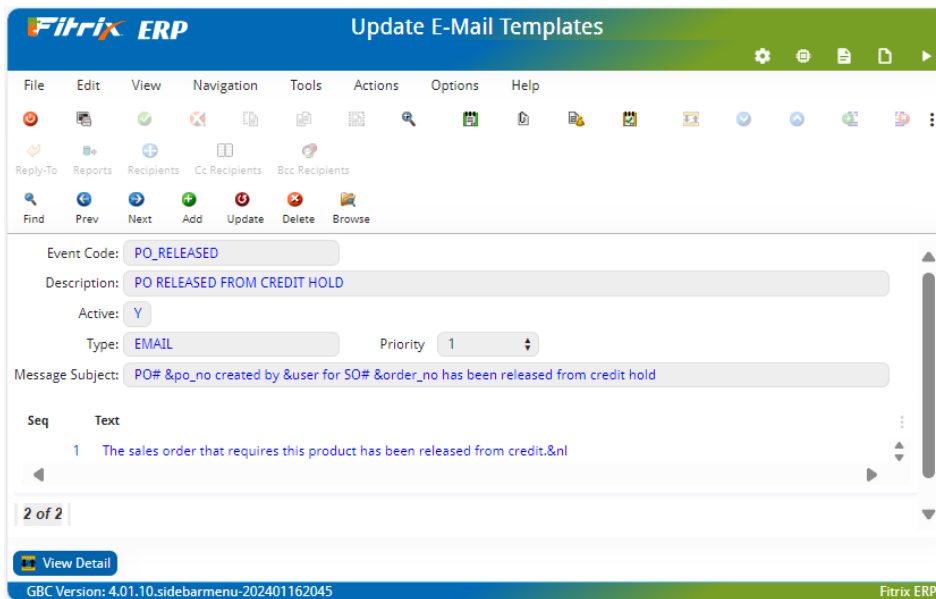 Fitrix ERP Update E-Mail Templates
File Edit View Navigation Tools Actions Options Help
Reply-To Reports Recipients Cc Recipients Bcc Recipients
Find Prev Next Add Update Delete Browse
Event Code: PO_RELEASED
Description: PO RELEASED FROM CREDIT HOLD
Active: Y
Type: EMAIL Priority 1
Message Subject: PO# &po_no created by &user for SO# &order_no has been released from credit hold
Seq Text
1 The sales order that requires this product has been released from credit.&nl
2 of 2
View Detail
GBC Version: 4.01.10.sidebarmenu-202401162045 Fitrix ERP